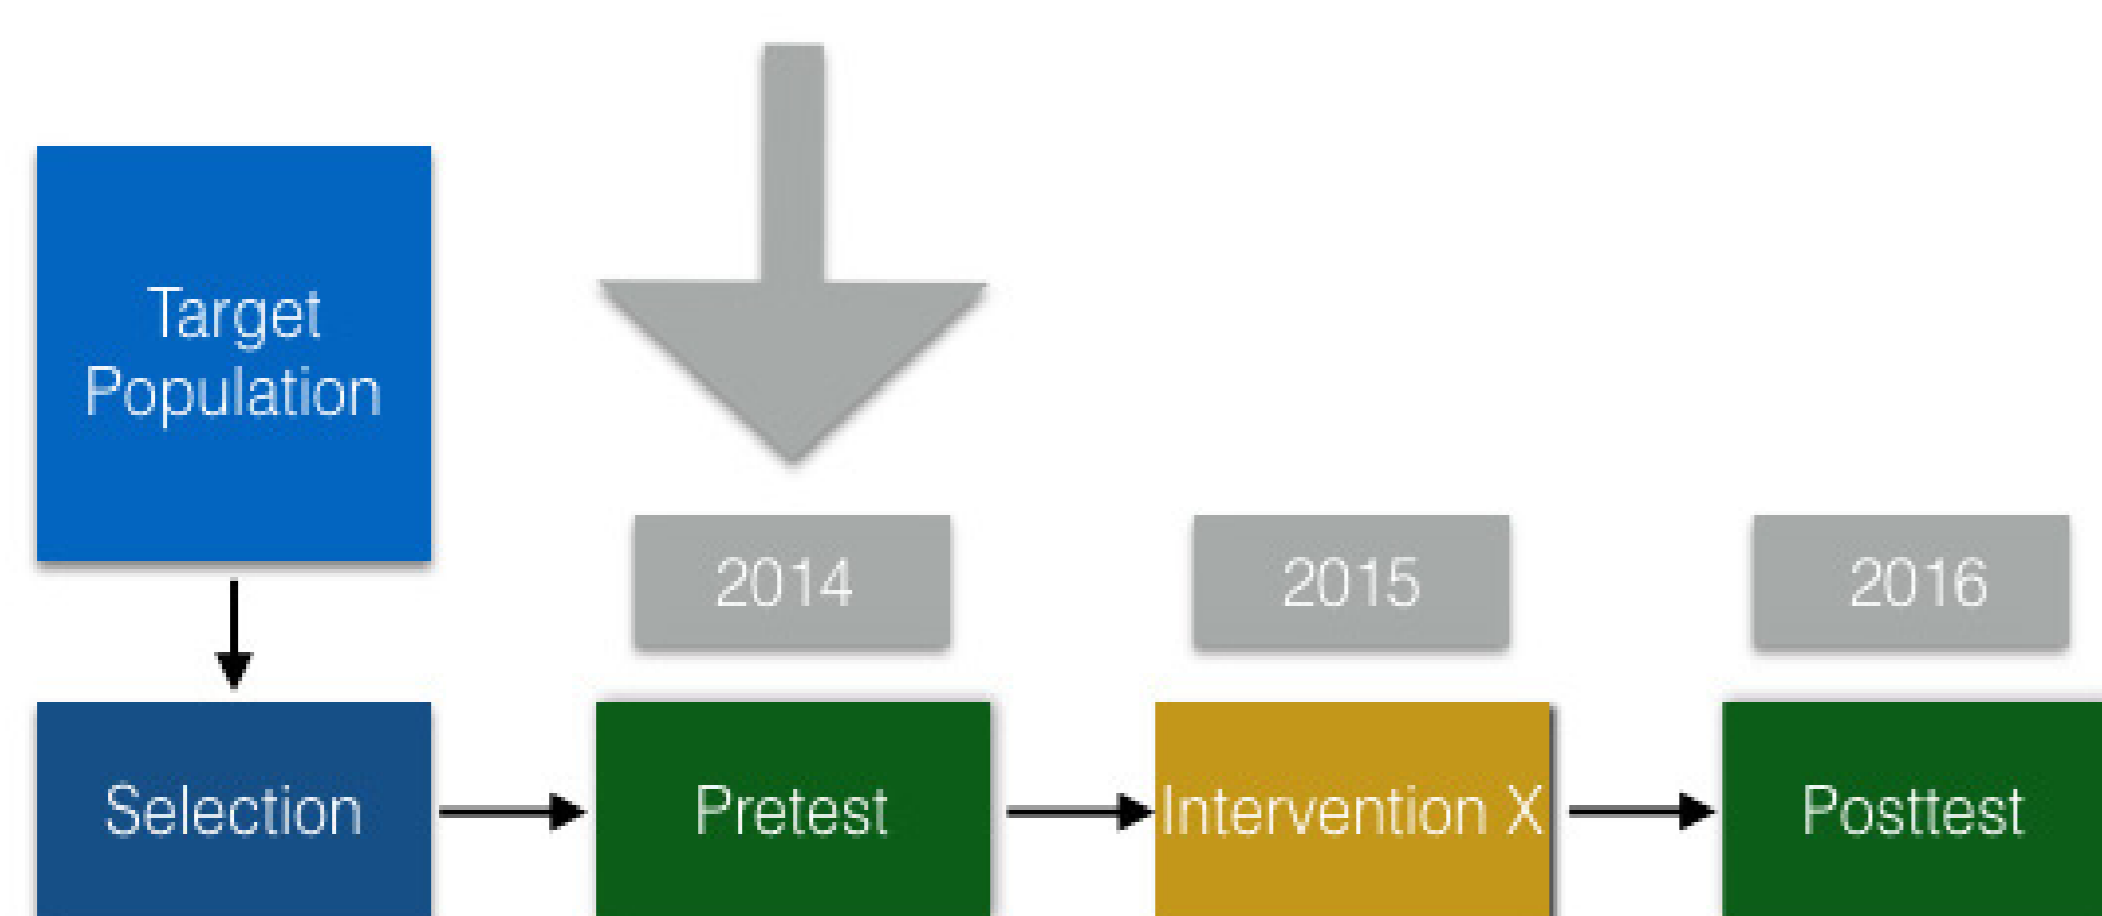 Target
Population
2014
2015
2016
Selection
Pretest
Intervention X
Posttest